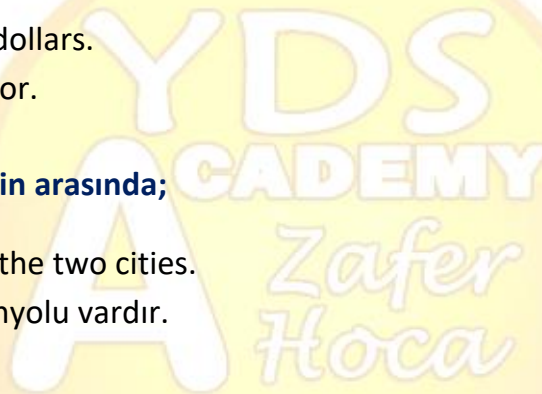 dollars.
or.
in arasında;
the two cities.
nyolu vardır.
YDS
ACADEMY
Zafer
Hoca